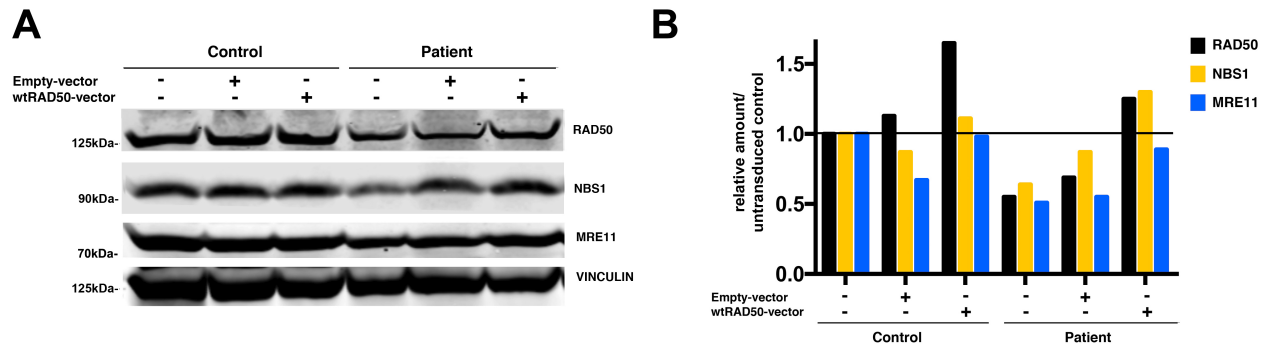 A
Control Patient
Empty-vector - + - - + -
wtRAD50-vector - - + - - +
125kDa- RAD50
90kDa- NBS1
70kDa- MRE11
125kDa- VINCULIN
B
relative amount/
untransduced control
1.5
1.0
0.5
0.0
RAD50
NBS1
MRE11
Empty-vector - + - - + -
wtRAD50-vector - - + - - +
Control Patient